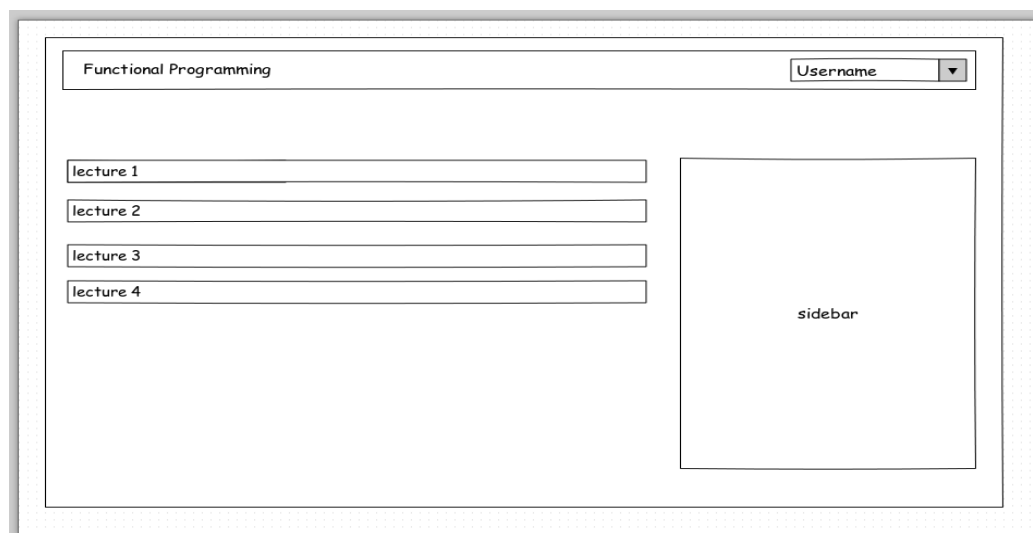 Functional Programming
Username
lecture 1
lecture 2
lecture 3
lecture 4
sidebar